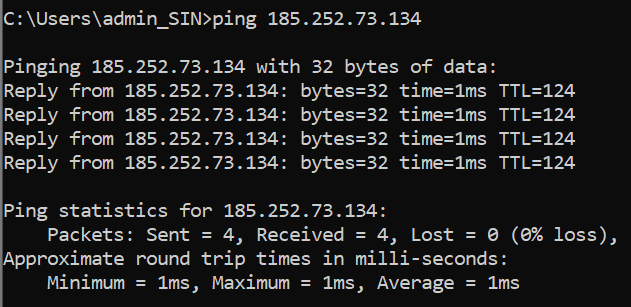 C:\Users\admin_SIN>ping 185.252.73.134
Pinging 185.252.73.134 with 32 bytes of data:
Reply from 185.252.73.134: bytes=32 time=1ms TTL=124
Reply from 185.252.73.134: bytes=32 time=1ms TTL=124
Reply from 185.252.73.134: bytes=32 time=1ms TTL=124
Reply from 185.252.73.134: bytes=32 time=1ms TTL=124
Ping statistics for 185.252.73.134:
    Packets: Sent = 4, Received = 4, Lost = 0 (0% loss),
Approximate round trip times in milli-seconds:
    Minimum = 1ms, Maximum = 1ms, Average = 1ms